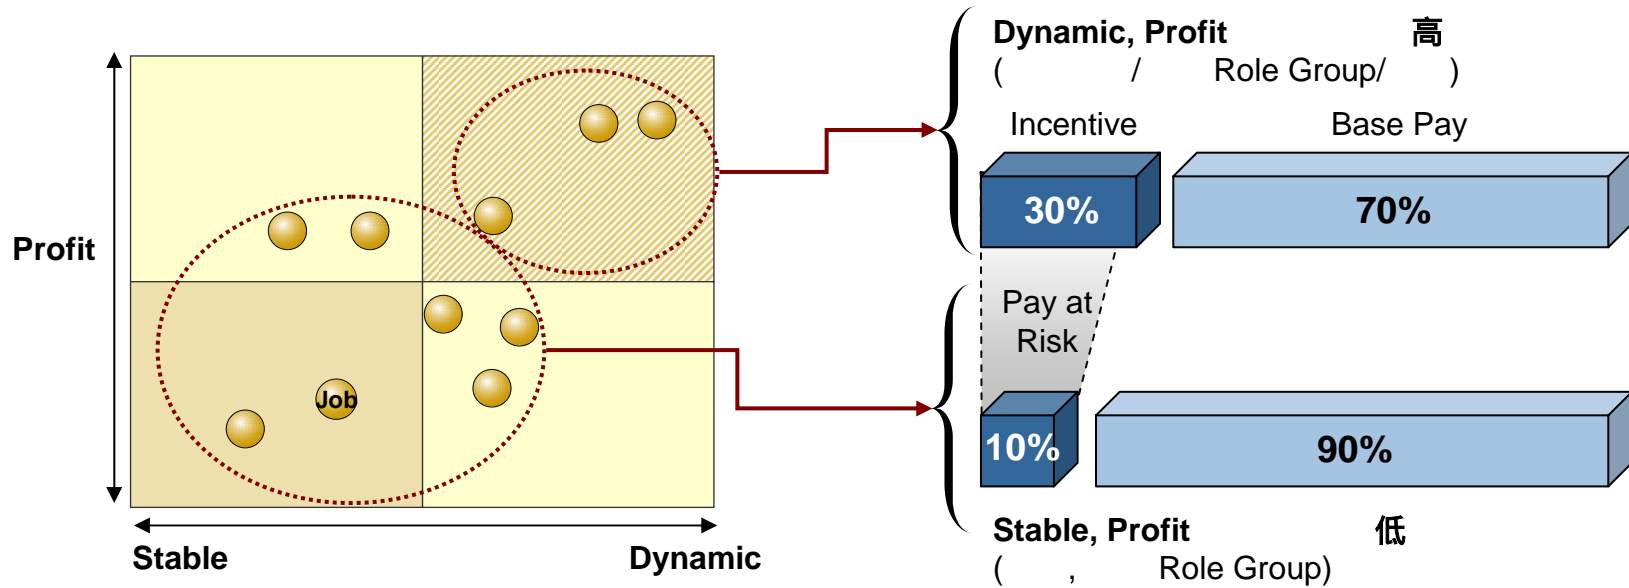 Profit
Job
Stable
Dynamic
Dynamic, Profit 高
( / Role Group/ )
Incentive
Base Pay
30%
70%
Pay at
Risk
10%
90%
Stable, Profit 低
( , Role Group)